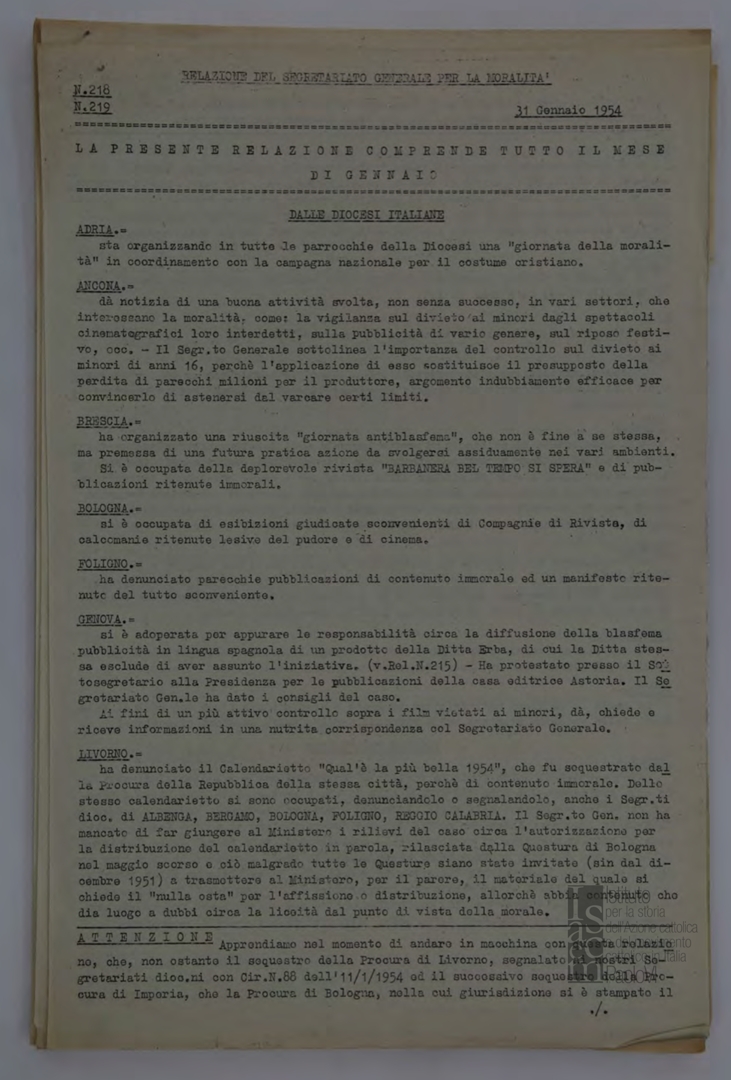 RELAZIONE DEL SEGRETARIATO GENERALE PER LA MORALITA'
N.218
N.219
31 Gennaio 1954
LA PRESENTE RELAZIONE COMPRENDE TUTTO IL MESE
DI GENNAIO
DALLE DIOCESI ITALIANE
ADRIA.=
sta organizzando in tutte le parrocchie della Diocesi una "giornata della morali-
tà" in coordinamento con la campagna nazionale per il costume cristiano.
ANCONA.=
dà notizia di una buona attività svolta, non senza successo, in vari settori, che
interessano la moralità, come: la vigilanza sul divieto ai minori dagli spettacoli
cinematografici loro interdetti, sulla pubblicità di vario genere, sul riposo festi-
vo, ecc. - Il Segr.to Generale sottolinea l'importanza del controllo sul divieto ai
minori di anni 16, perchè l'applicazione di esso costituisce il presupposto della
perdita di parecchi milioni per il produttore, argomento indubbiamente efficace per
convincerlo di astenersi dal varcare certi limiti.
BRESCIA.=
ha organizzato una riuscita "giornata antiblasfema", che non è fine a se stessa,
ma premessa di una futura pratica azione da svolgersi assiduamente nei vari ambienti.
Si è occupata della deplorevole rivista "BARBANERA BEL TEMPO SI SPERA" e di pub-
blicazioni ritenute immorali.
BOLOGNA.=
si è occupata di esibizioni giudicate sconvenienti di Compagnie di Rivista, di
calcomanie ritenute lesive del pudore e di cinema.
FOLIGNO.=
ha denunciato parecchie pubblicazioni di contenuto immorale ed un manifesto rite-
nuto del tutto sconveniente.
GENOVA.=
si è adoperata per appurare le responsabilità circa la diffusione della blasfema
pubblicità in lingua spagnola di un prodotto della Ditta Erba, di cui la Ditta stes-
sa esclude di aver assunto l'iniziativa. (v.Rel.N.215) - Ha protestato presso il Sot
tosegretario alla Presidenza per le pubblicazioni della casa editrice Astoria. Il Se
gretariato Gen.le ha dato i consigli del caso.
Ai fini di un più attivo controllo sopra i film vietati ai minori, dà, chiede e
riceve informazioni in una nutrita corrispondenza col Segretariato Generale.
LIVORNO.=
ha denunciato il Calendarietto "Qual'è la più bella 1954", che fu sequestrato dal
la Procura della Repubblica della stessa città, perchè di contenuto immorale. Dello
stesso calendarietto si sono occupati, denunciandolo o segnalandolo, anche i Segr.ti
dioc. di ALBENGA, BERGAMO, BOLOGNA, FOLIGNO, REGGIO CALABRIA. Il Segr.to Gen. non ha
mancato di far giungere al Ministero i rilievi del caso circa l'autorizzazione per
la distribuzione del calendarietto in parola, rilasciata dalla Questura di Bologna
nel maggio scorso e ciò malgrado tutte le Questure siano state invitate (sin dal di-
cembre 1951) a trasmettere al Ministero, per il parere, il materiale del quale si
chiede il "nulla osta" per l'affissione o distribuzione, allorchè abbia contenuto che
dia luogo a dubbi circa la liceità dal punto di vista della morale.
ATTENZIONE Apprendiamo nel momento di andare in macchina con questa relazio
ne, che, non ostante il sequestro della Procura di Livorno, segnalato ai nostri Se-
gretariati dioc.ni con Cir.N.88 dell'11/1/1954 ed il successivo sequestro della Pro-
cura di Imperia, che la Procura di Bologna, nella cui giurisdizione si è stampato il
./.
Istituto
per la storia
dell'Azione cattolica
Paolo VI